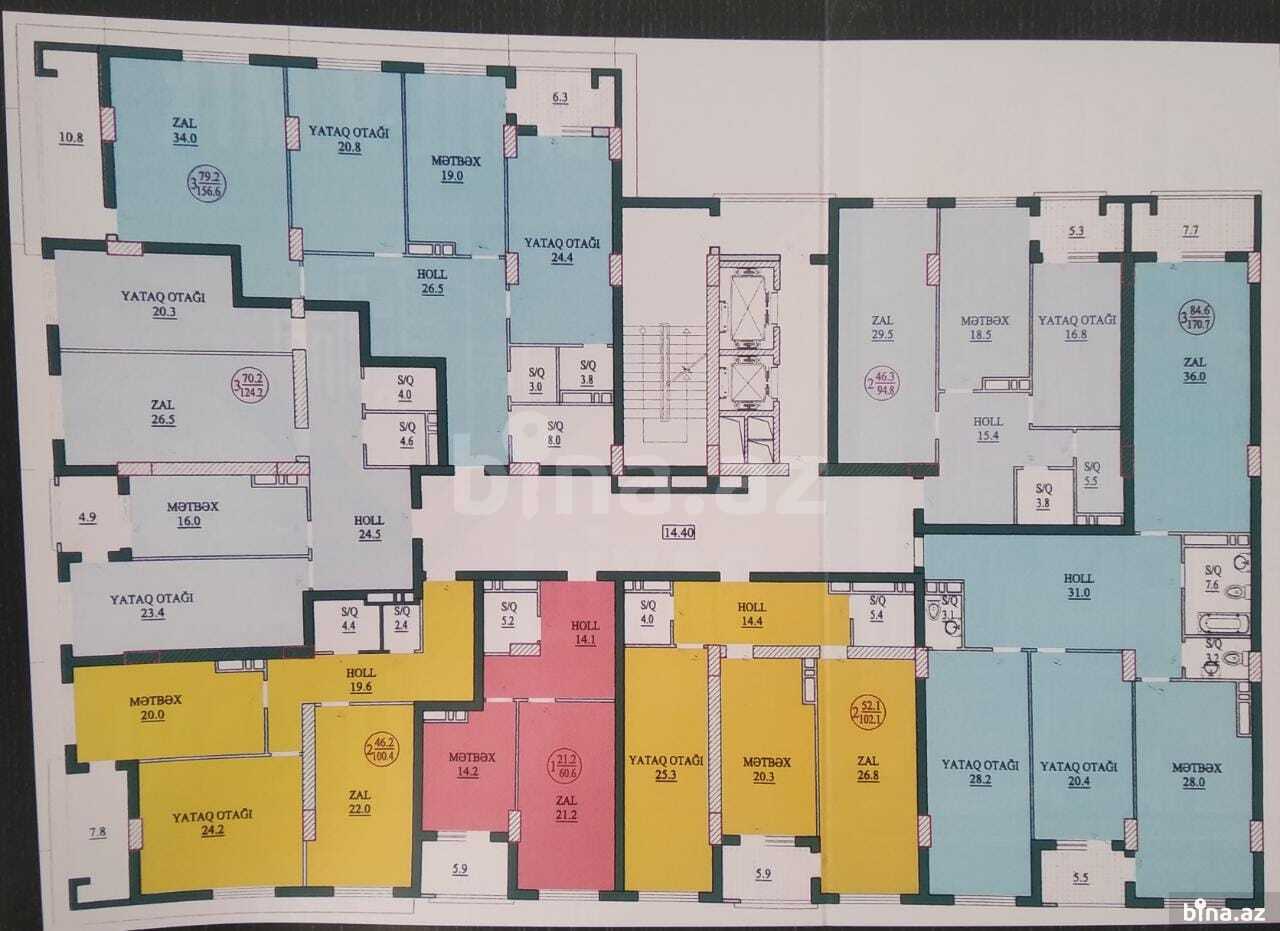 ZAL
34.0
3 79.2
156.6
10.8
YATAQ OTAĞI
20.8
MƏTBƏX
19.0
6.3
YATAQ OTAĞI
24.4
HOLL
26.5
S/Q
3.0
S/Q
3.8
S/Q
8.0
YATAQ OTAĞI
20.3
3 70.2
124.2
ZAL
26.5
S/Q
4.0
S/Q
4.6
4.9
MƏTBƏX
16.0
HOLL
24.5
YATAQ OTAĞI
23.4
ZAL
29.5
2 46.3
94.8
MƏTBƏX
18.5
5.3
YATAQ OTAĞI
16.8
HOLL
15.4
S/Q
3.8
S/Q
5.5
7.7
3 84.6
170.7
ZAL
36.0
bina.az
14.40
HOLL
31.0
S/Q
7.6
S/Q
3.1
S/Q
3.3
YATAQ OTAĞI
28.2
YATAQ OTAĞI
20.4
MƏTBƏX
28.0
5.5
S/Q
4.4
S/Q
2.4
HOLL
19.6
MƏTBƏX
20.0
2 46.2
100.4
YATAQ OTAĞI
24.2
ZAL
22.0
7.8
S/Q
5.2
HOLL
14.1
MƏTBƏX
14.2
1 21.2
60.6
ZAL
21.2
5.9
S/Q
4.0
HOLL
14.4
S/Q
5.4
YATAQ OTAĞI
25.3
MƏTBƏX
20.3
2 52.1
102.1
ZAL
26.8
5.9
bina.az